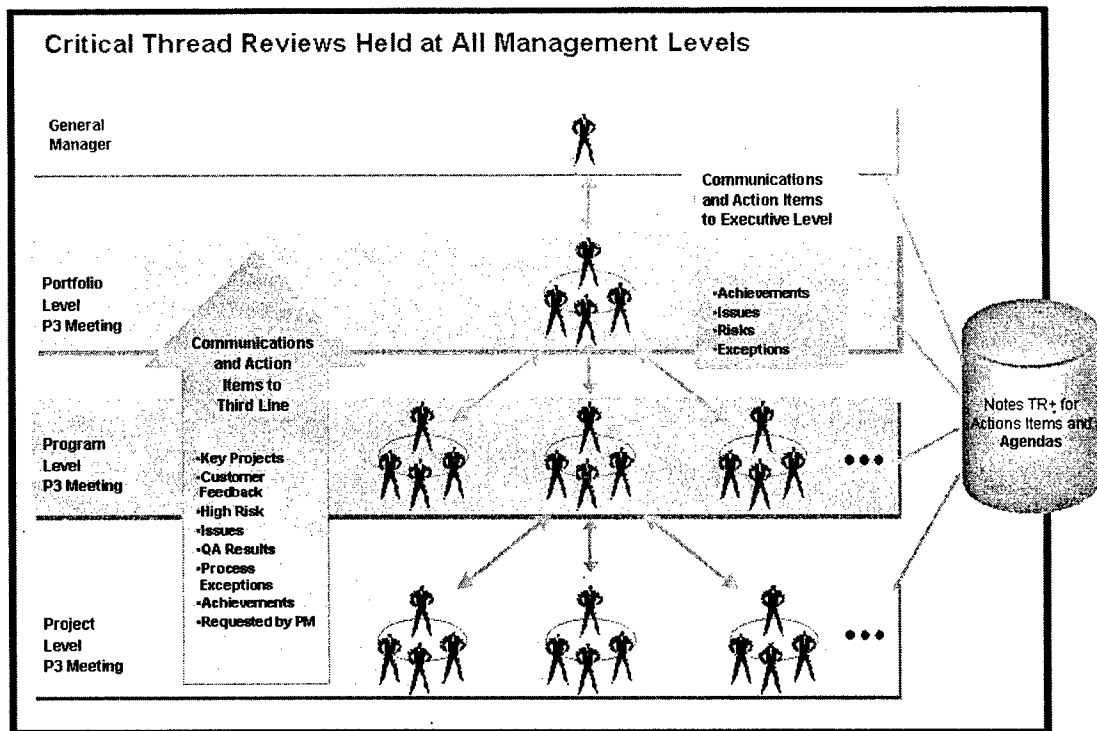 Critical Thread Reviews Held at All Management Levels
General
Manager
Communications
and Action Items
to Executive Level
Portfolio
Level
P3 Meeting
•Achievements
•Issues
•Risks
•Exceptions
Communications
and Action
Items to
Third Line
Notes TR+ for
Actions Items and
Agendas
Program
Level
P3 Meeting
•Key Projects
•Customer
Feedback
•High Risk
•Issues
•QA Results
•Process
Exceptions
•Achievements
•Requested by PM
Project
Level
P3 Meeting